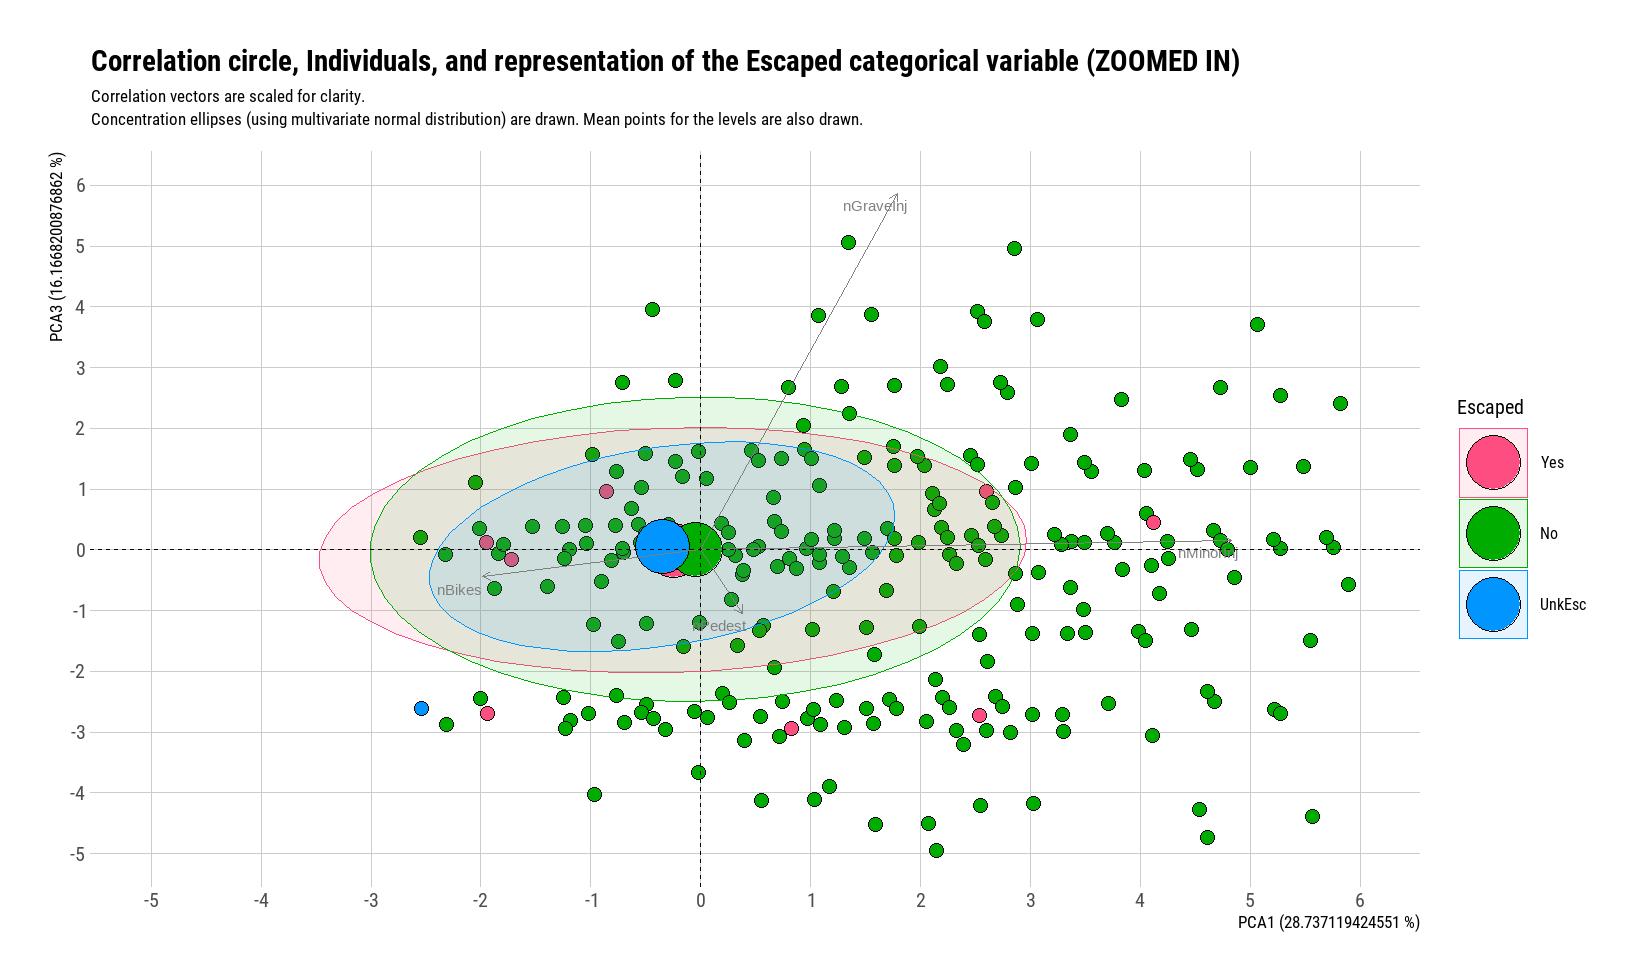 Correlation circle, Individuals, and representation of the Escaped categorical variable (ZOOMED IN)
Correlation vectors are scaled for clarity.
Concentration ellipses (using multivariate normal distribution) are drawn. Mean points for the levels are also drawn.
PCA3 (16.1668200876862 %)
6
5
4
3
2
1
0
-1
-2
-3
-4
-5
nGraveInj
nMinorInj
nBikes
nPedest
-5 -4 -3 -2 -1 0 1 2 3 4 5 6
PCA1 (28.737119424551 %)
Escaped
Yes
No
UnkEsc